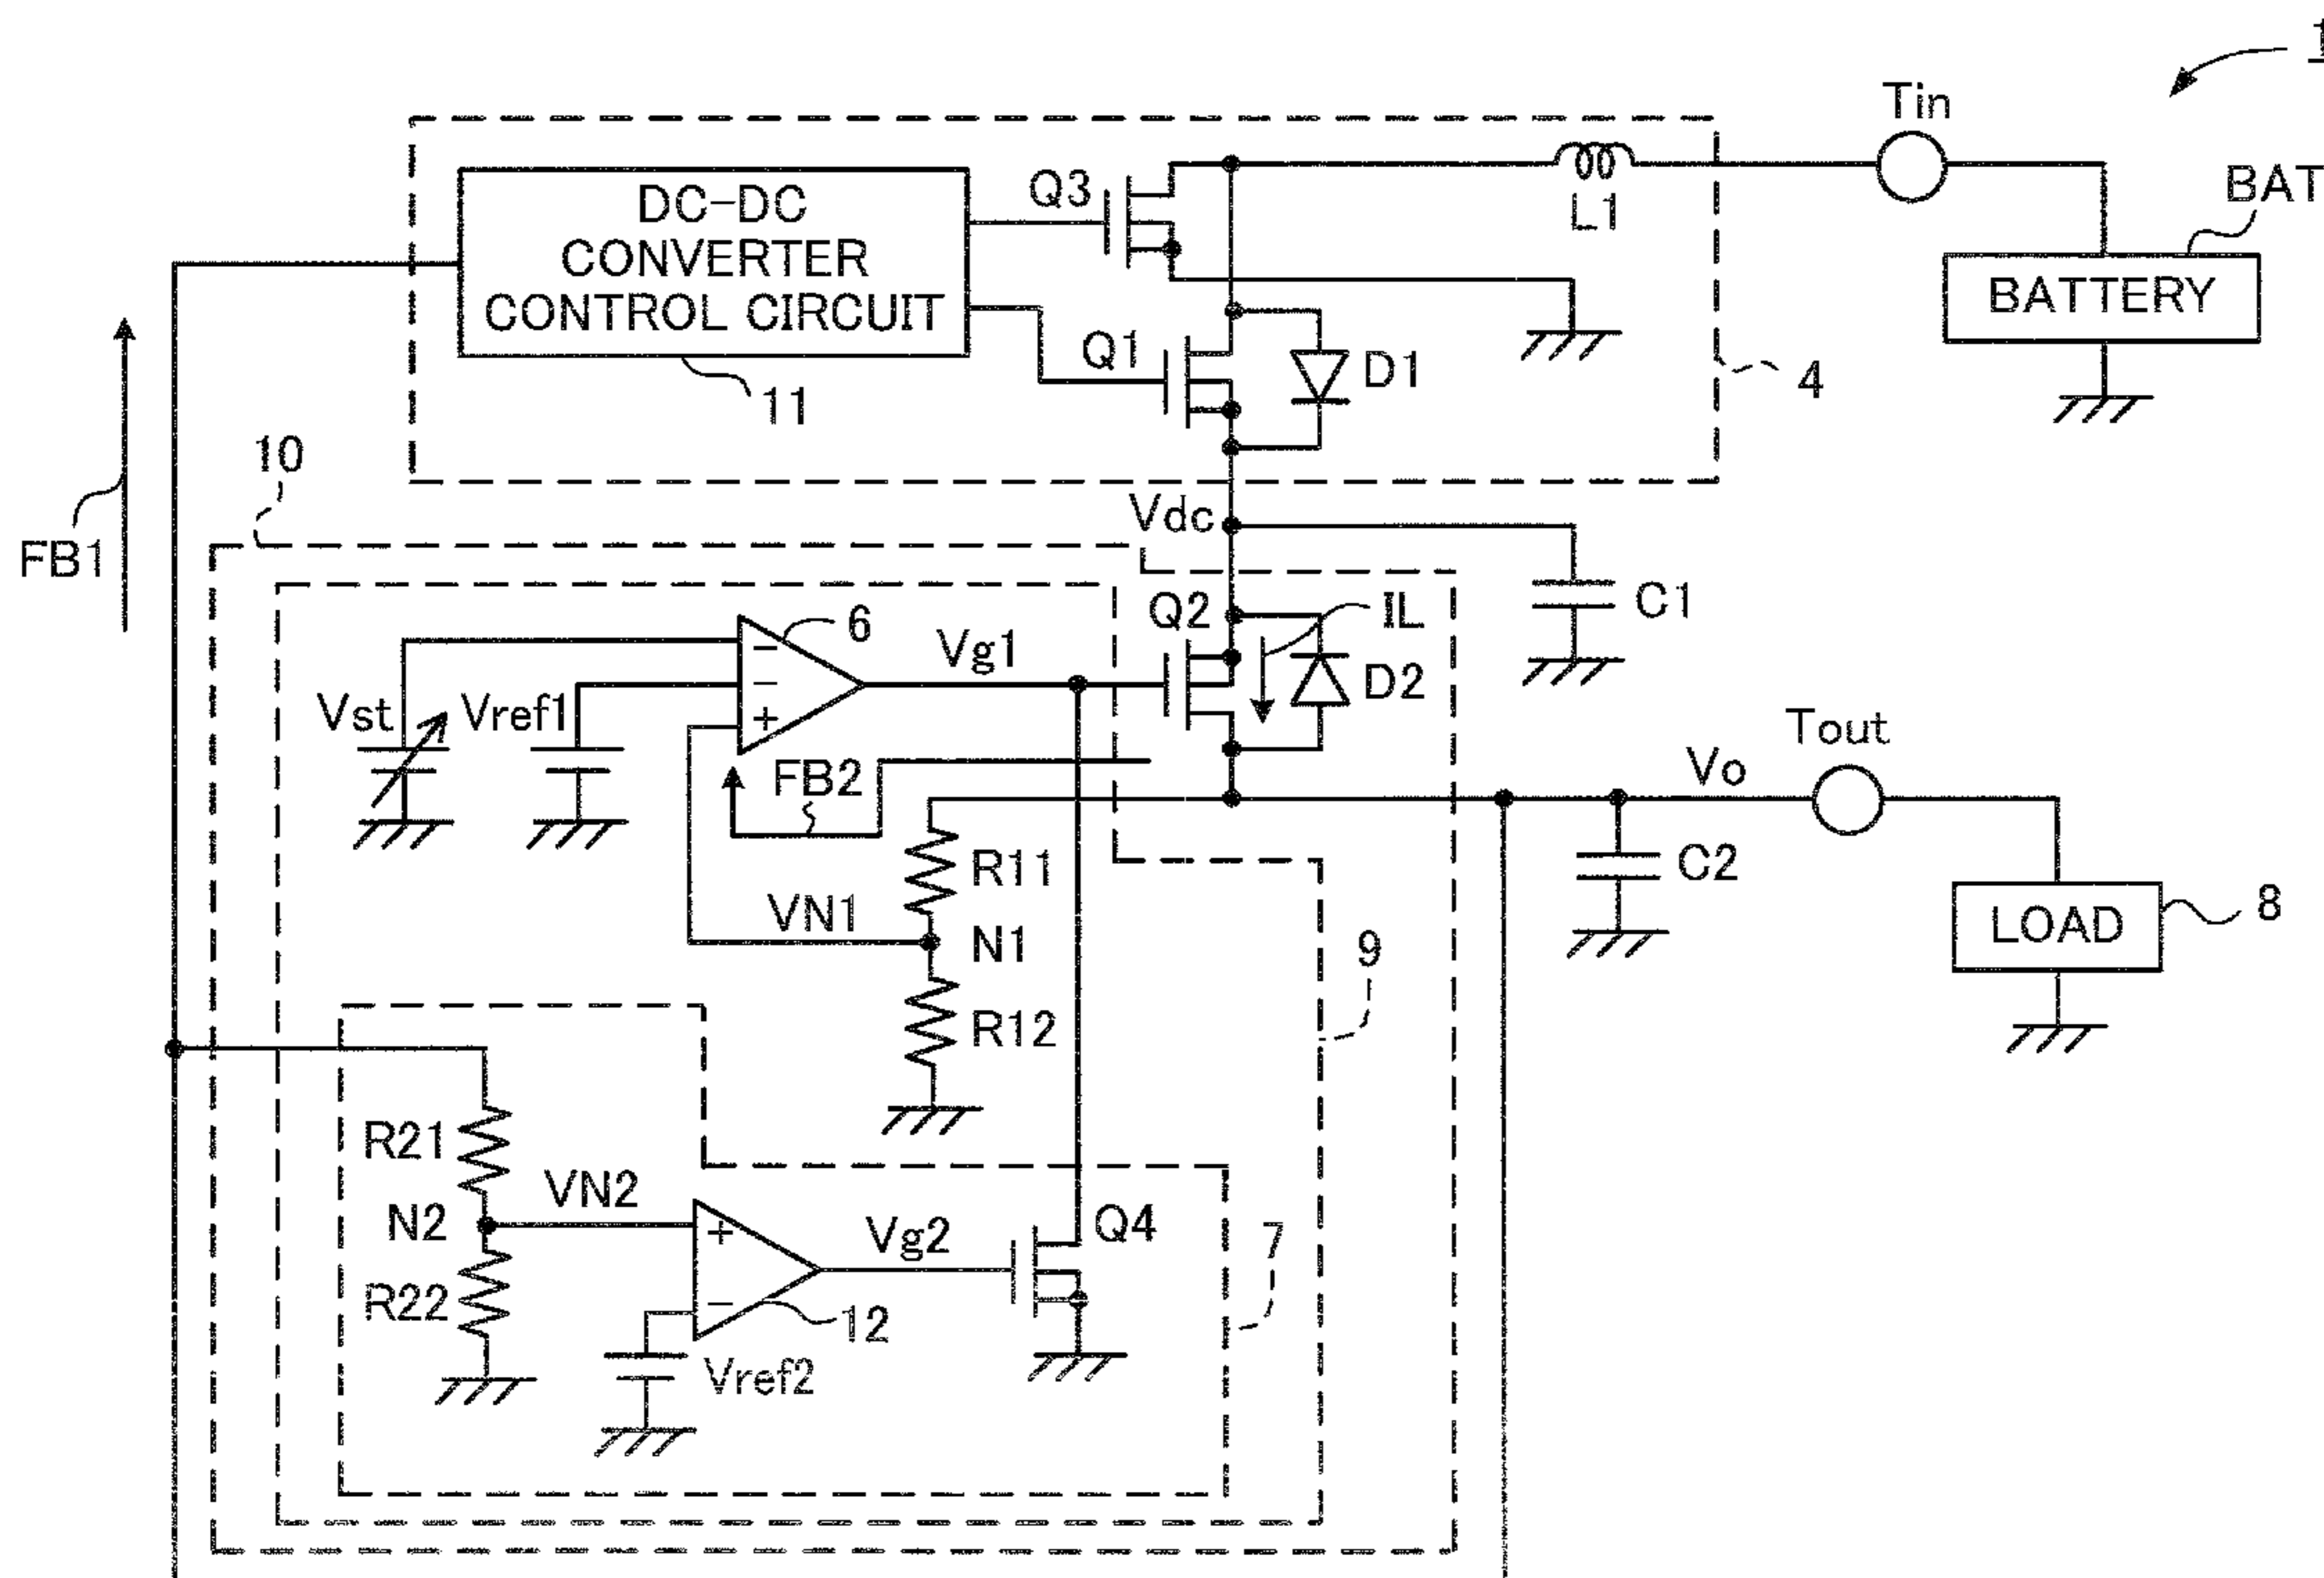 1
Tin
BAT
DC-DC
CONVERTER
CONTROL CIRCUIT
Q3
L1
BATTERY
Q1
D1
4
11
10
FB1
Vdc
C1
Q2
IL
6
Vg1
D2
Vst
Vref1
−
−
+
FB2
Vo
Tout
R11
C2
VN1
N1
9
LOAD
8
R12
R21
VN2
N2
Vg2
Q4
7
+
−
R22
12
Vref2